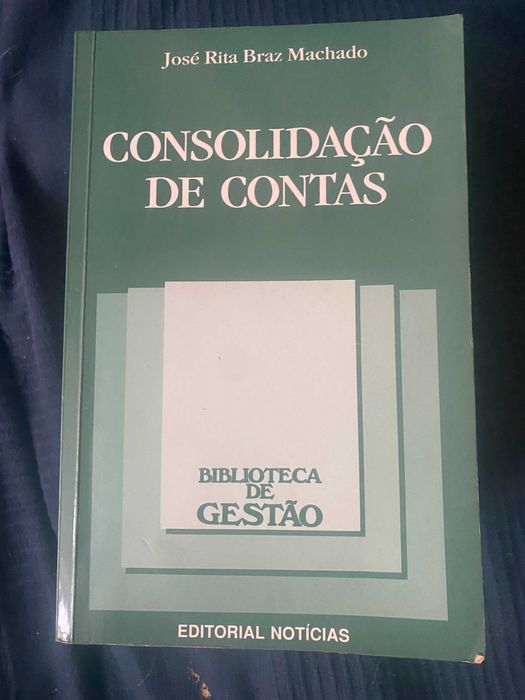 José Rita Braz Machado
CONSOLIDAÇÃO
DE CONTAS
BIBLIOTECA
DE
GESTÃO
EDITORIAL NOTÍCIAS